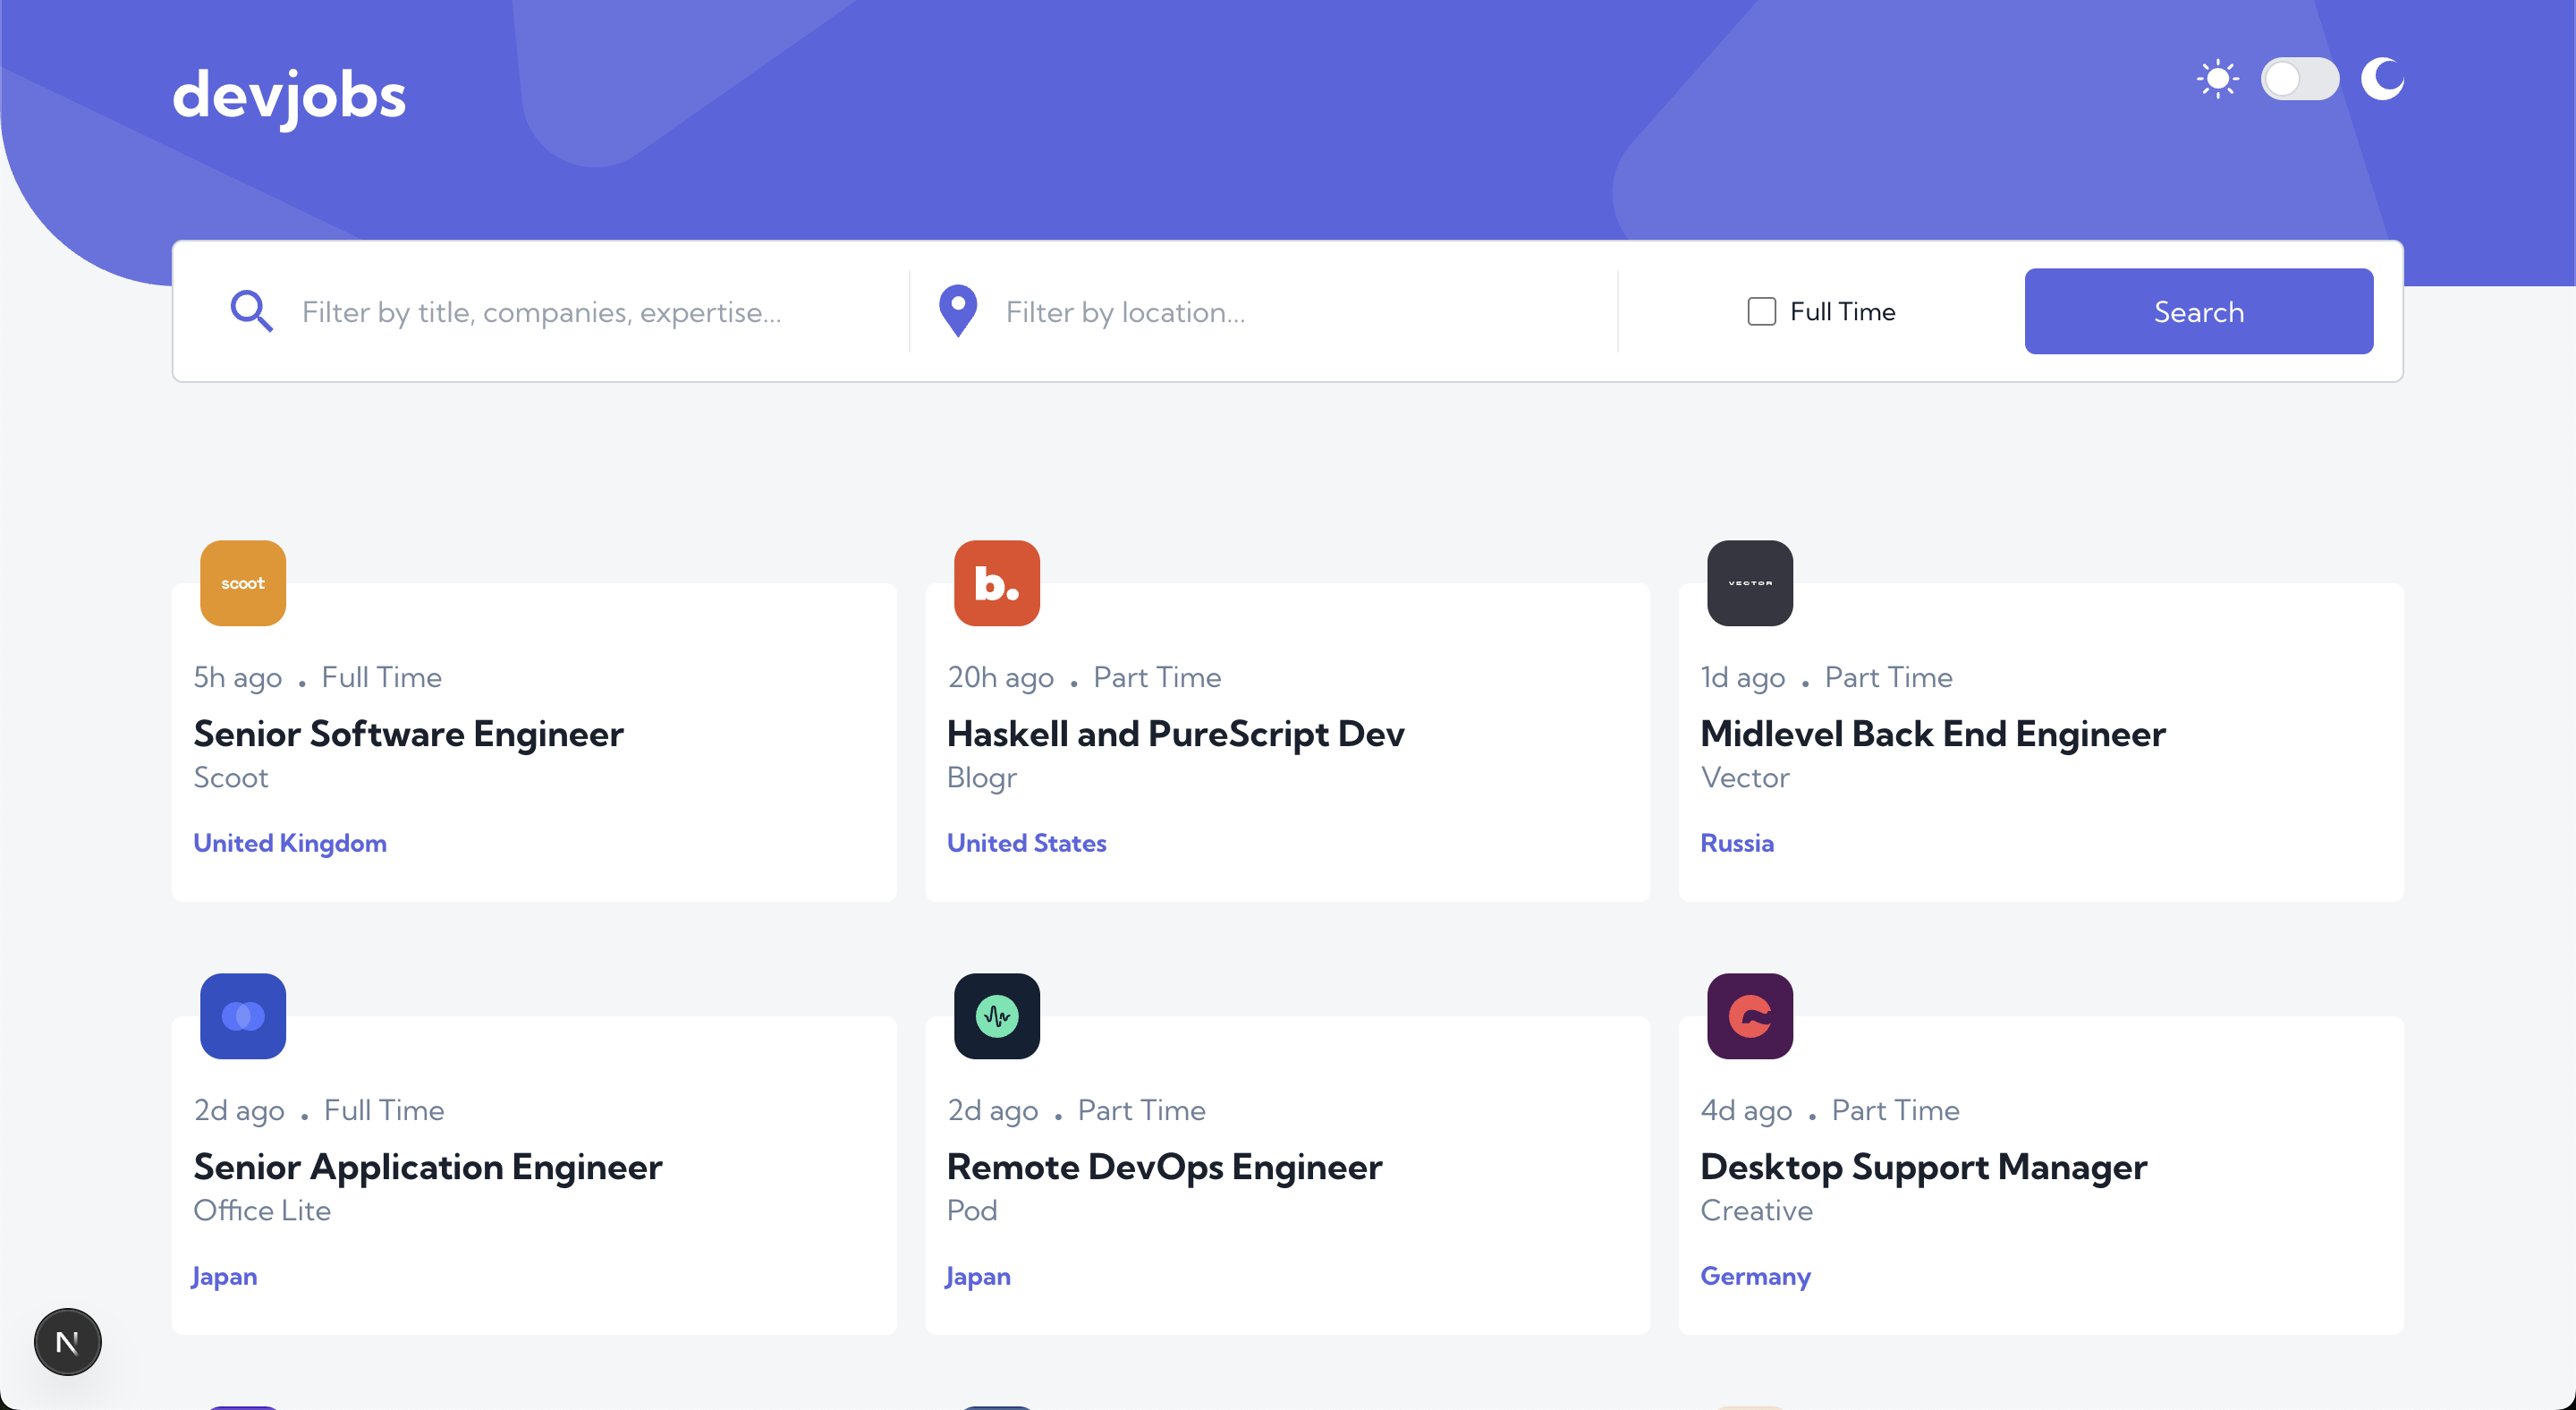 devjobs
Filter by title, companies, expertise...
Filter by location...
Full Time
Search
scoot
b.
VECTOR
5h ago . Full Time
Senior Software Engineer
Scoot
United Kingdom
20h ago . Part Time
Haskell and PureScript Dev
Blogr
United States
1d ago . Part Time
Midlevel Back End Engineer
Vector
Russia
2d ago . Full Time
Senior Application Engineer
Office Lite
Japan
2d ago . Part Time
Remote DevOps Engineer
Pod
Japan
4d ago . Part Time
Desktop Support Manager
Creative
Germany
N